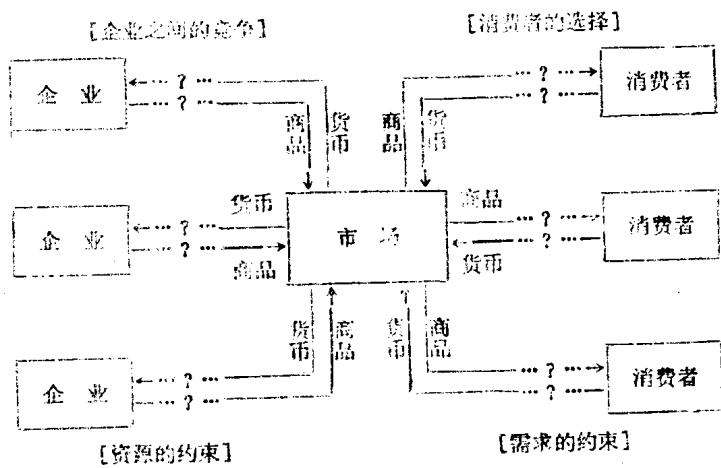 [企业之间的竞争]
[消费者的选择]
企 业
← … ? …
… ? …
… ? … →
… ? …
消费者
商品
货币
商品
货币
企 业
货币
← … ? …
… ? … →
商品
市 场
商品
… ? … →
← … ? …
货币
消费者
货币
商品
货币
商品
企 业
← … ? …
… ? …
… ? … →
… ? …
消费者
[资源的约束]
[需求的约束]